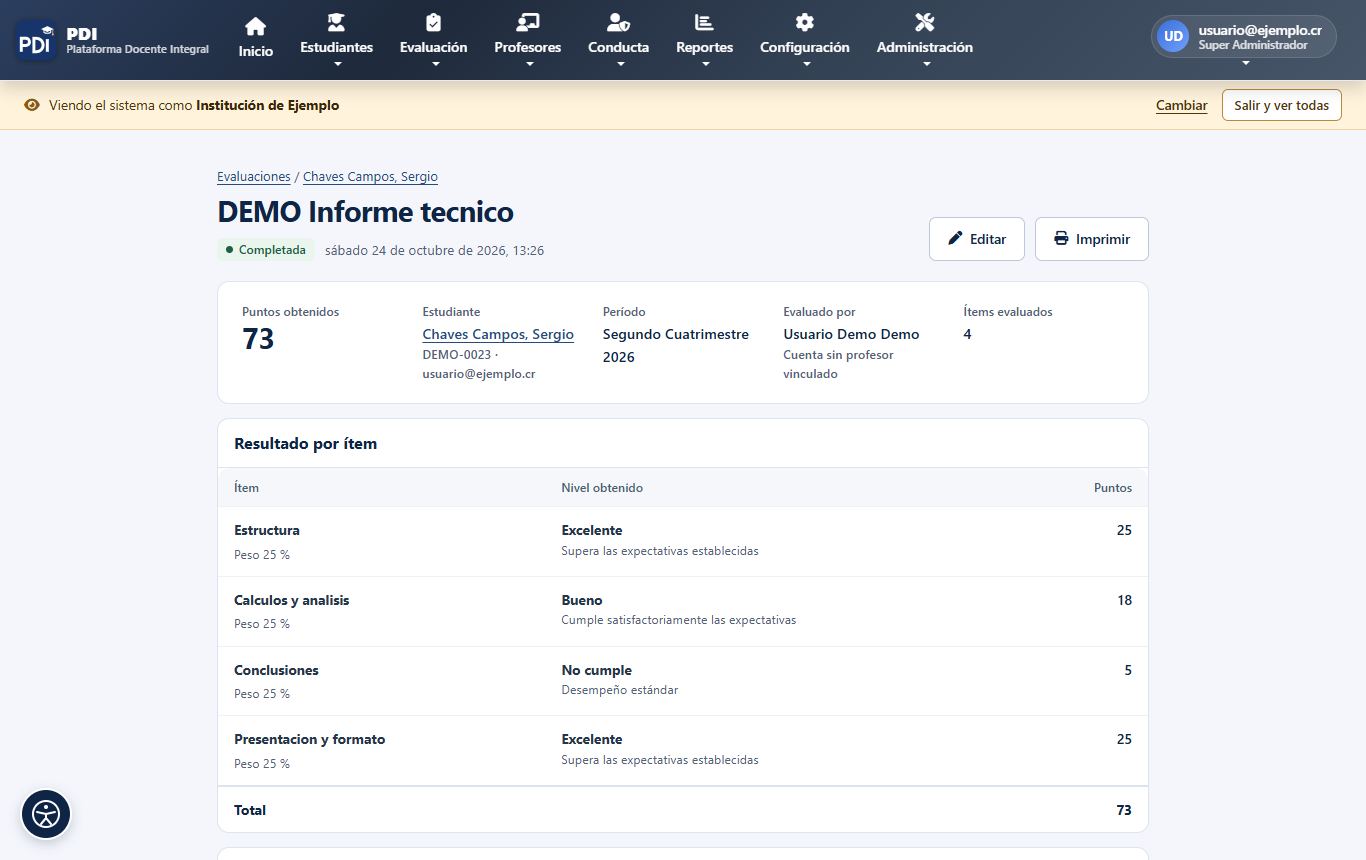 PDI
PDI
Plataforma Docente Integral
Inicio
Estudiantes
Evaluación
Profesores
Conducta
Reportes
Configuración
Administración
UD
usuario@ejemplo.cr
Super Administrador
Viendo el sistema como Institución de Ejemplo
Cambiar
Salir y ver todas
Evaluaciones / Chaves Campos, Sergio
DEMO Informe tecnico
Completada
sábado 24 de octubre de 2026, 13:26
Editar
Imprimir
Puntos obtenidos
73
Estudiante
Chaves Campos, Sergio
DEMO-0023 ·
usuario@ejemplo.cr
Período
Segundo Cuatrimestre
2026
Evaluado por
Usuario Demo Demo
Cuenta sin profesor
vinculado
Ítems evaluados
4
Resultado por ítem
Ítem Nivel obtenido Puntos
Estructura Excelente 25
Peso 25 % Supera las expectativas establecidas
Calculos y analisis Bueno 18
Peso 25 % Cumple satisfactoriamente las expectativas
Conclusiones No cumple 5
Peso 25 % Desempeño estándar
Presentacion y formato Excelente 25
Peso 25 % Supera las expectativas establecidas
Total 73